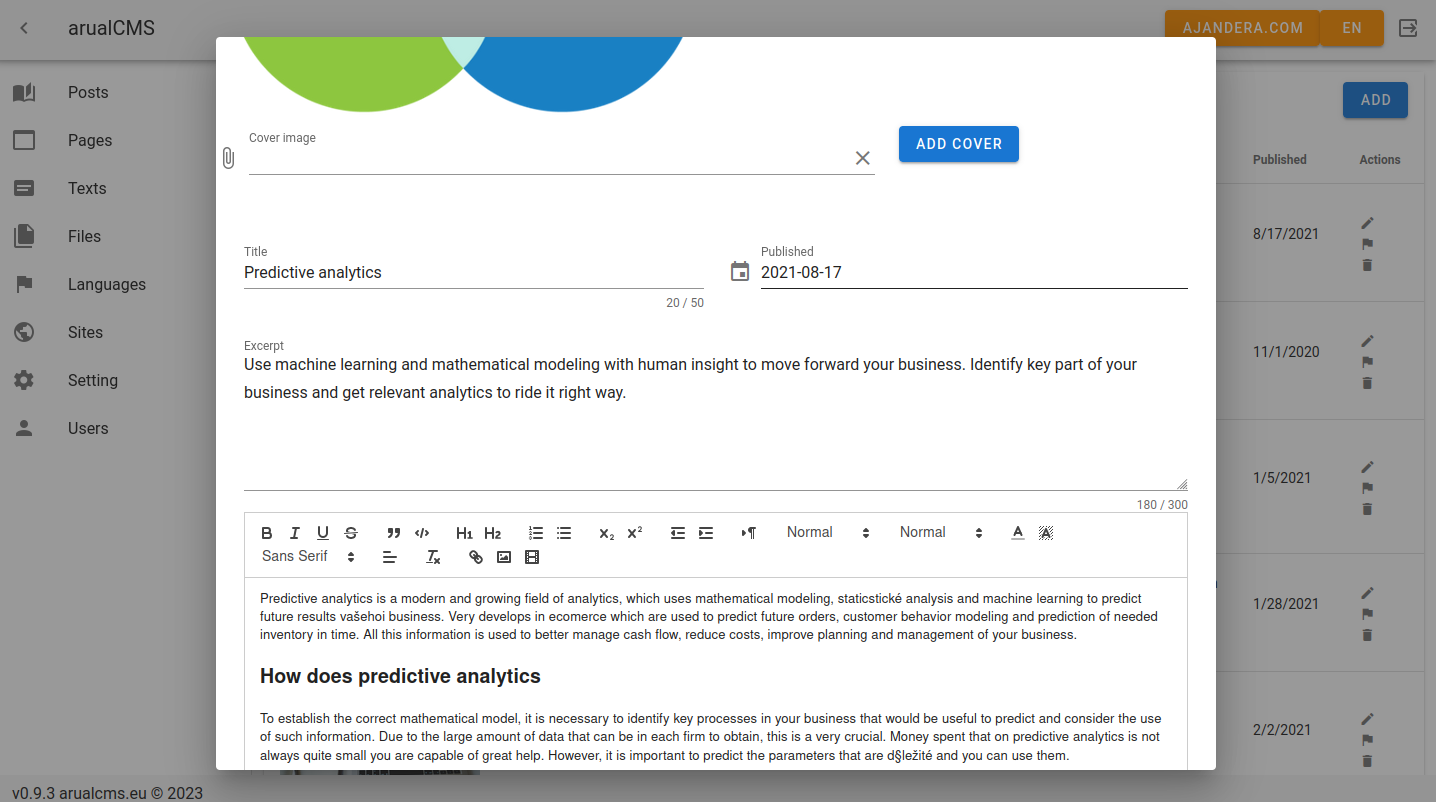 arualCMS
AJANDERA.COM
EN
Posts
Pages
Texts
Files
Languages
Sites
Setting
Users
ADD
Published
Actions
8/17/2021
11/1/2020
1/5/2021
1/28/2021
2/2/2021
Cover image
ADD COVER
Title
Predictive analytics
20 / 50
Published
2021-08-17
Excerpt
Use machine learning and mathematical modeling with human insight to move forward your business. Identify key part of your
business and get relevant analytics to ride it right way.
180 / 300
B I U S H1 H2 X2 X2 Normal Normal A A
Sans Serif Tx
Predictive analytics is a modern and growing field of analytics, which uses mathematical modeling, staticstické analysis and machine learning to predict
future results vašehoi business. Very develops in ecomerce which are used to predict future orders, customer behavior modeling and prediction of needed
inventory in time. All this information is used to better manage cash flow, reduce costs, improve planning and management of your business.
How does predictive analytics
To establish the correct mathematical model, it is necessary to identify key processes in your business that would be useful to predict and consider the use
of such information. Due to the large amount of data that can be in each firm to obtain, this is a very crucial. Money spent that on predictive analytics is not
always quite small you are capable of great help. However, it is important to predict the parameters that are d§ležité and you can use them.
v0.9.3 arualcms.eu © 2023